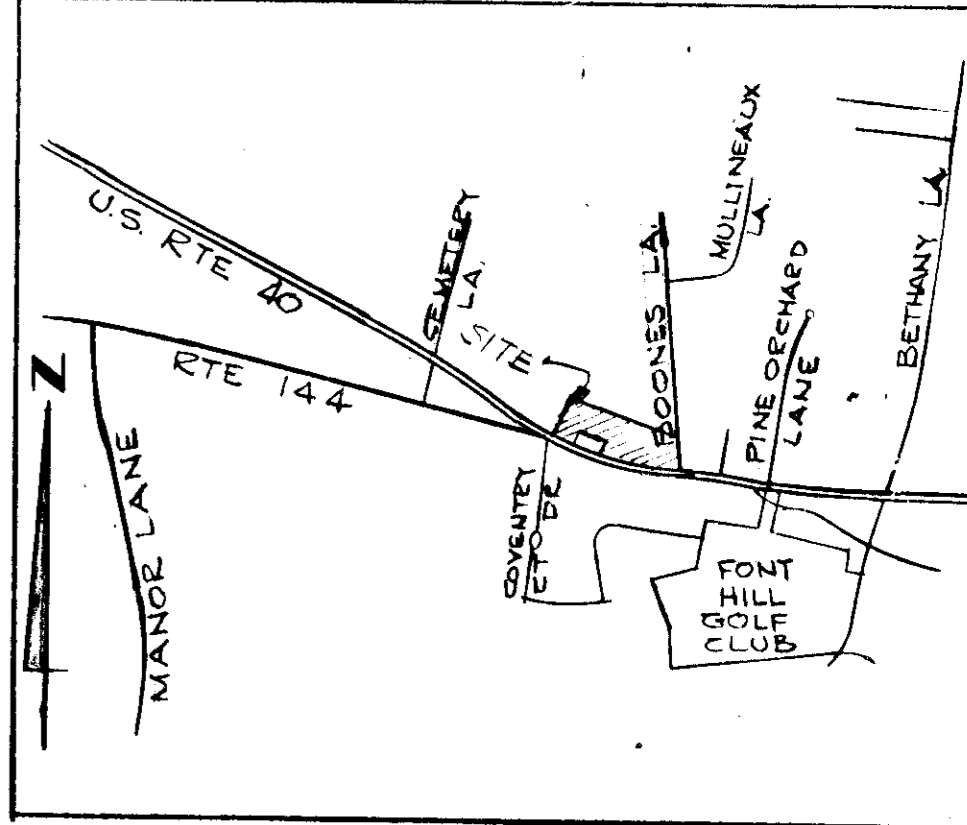 U.S. RTE 40
CEMETERY
LA.
RTE 144
SITE
BOONES LA.
MULLINEAUX
LA.
PINE ORCHARD
LANE
BETHANY LA.
N
MANOR LANE
COVENTRY
CT DR
FONT
HILL
GOLF
CLUB